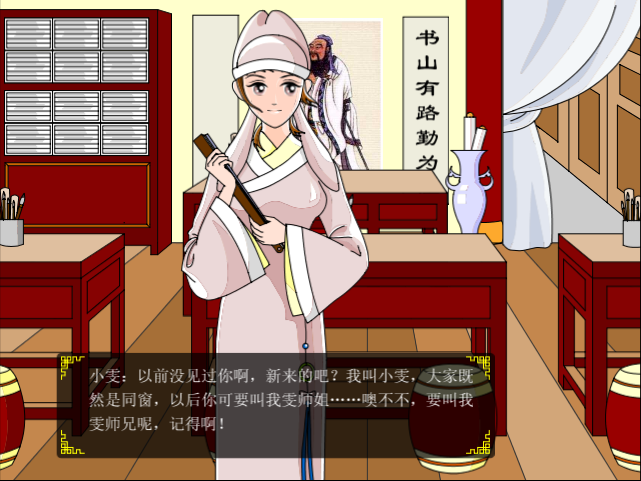 书山有路勤为
小雯：以前没见过你啊，新来的吧？我叫小雯，大家既
然是同窗，以后你可要叫我雯师姐……噢不不，要叫我
雯师兄呢，记得啊！